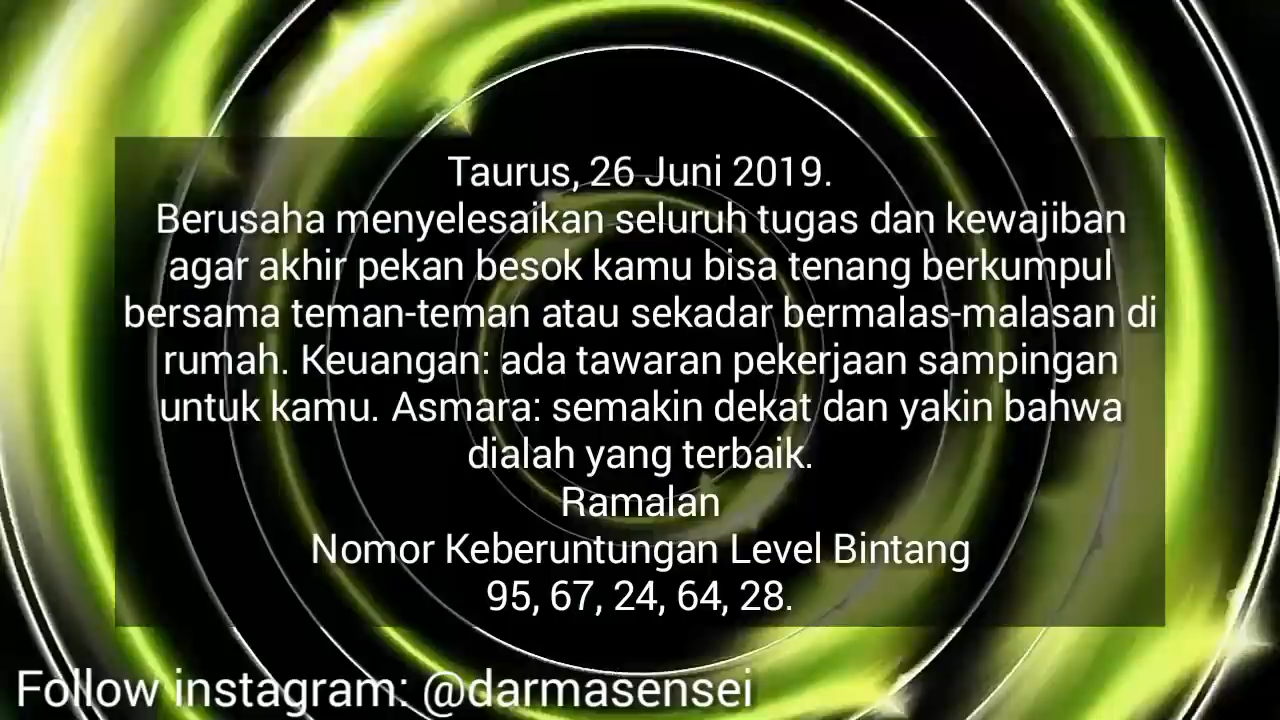 Taurus, 26 Juni 2019.
Berusaha menyelesaikan seluruh tugas dan kewajiban
agar akhir pekan besok kamu bisa tenang berkumpul
bersama teman-teman atau sekadar bermalas-malasan di
rumah. Keuangan: ada tawaran pekerjaan sampingan
untuk kamu. Asmara: semakin dekat dan yakin bahwa
dialah yang terbaik.
Ramalan
Nomor Keberuntungan Level Bintang
95, 67, 24, 64, 28.
Follow instagram: @darmasensei